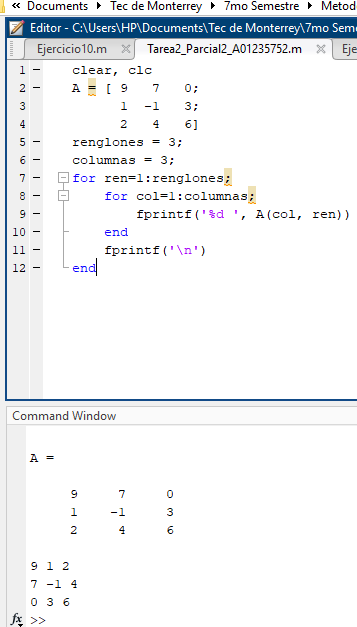 « Documents › Tec de Monterrey › 7mo Semestre › Metod
Editor - C:\Users\HP\Documents\Tec de Monterrey\7mo Seme
Ejercicio10.m × Tarea2_Parcial2_A01235752.m × Eje
1 – clear, clc
2 – A = [ 9 7 0;
3 1 -1 3;
4 2 4 6]
5 – renglones = 3;
6 – columnas = 3;
7 – for ren=1:renglones;
8 – for col=1:columnas;
9 – fprintf('%d ', A(col, ren))
10 – end
11 – fprintf('\n')
12 – end
Command Window
A =
9 7 0
1 -1 3
2 4 6
9 1 2
7 -1 4
0 3 6
fx >>